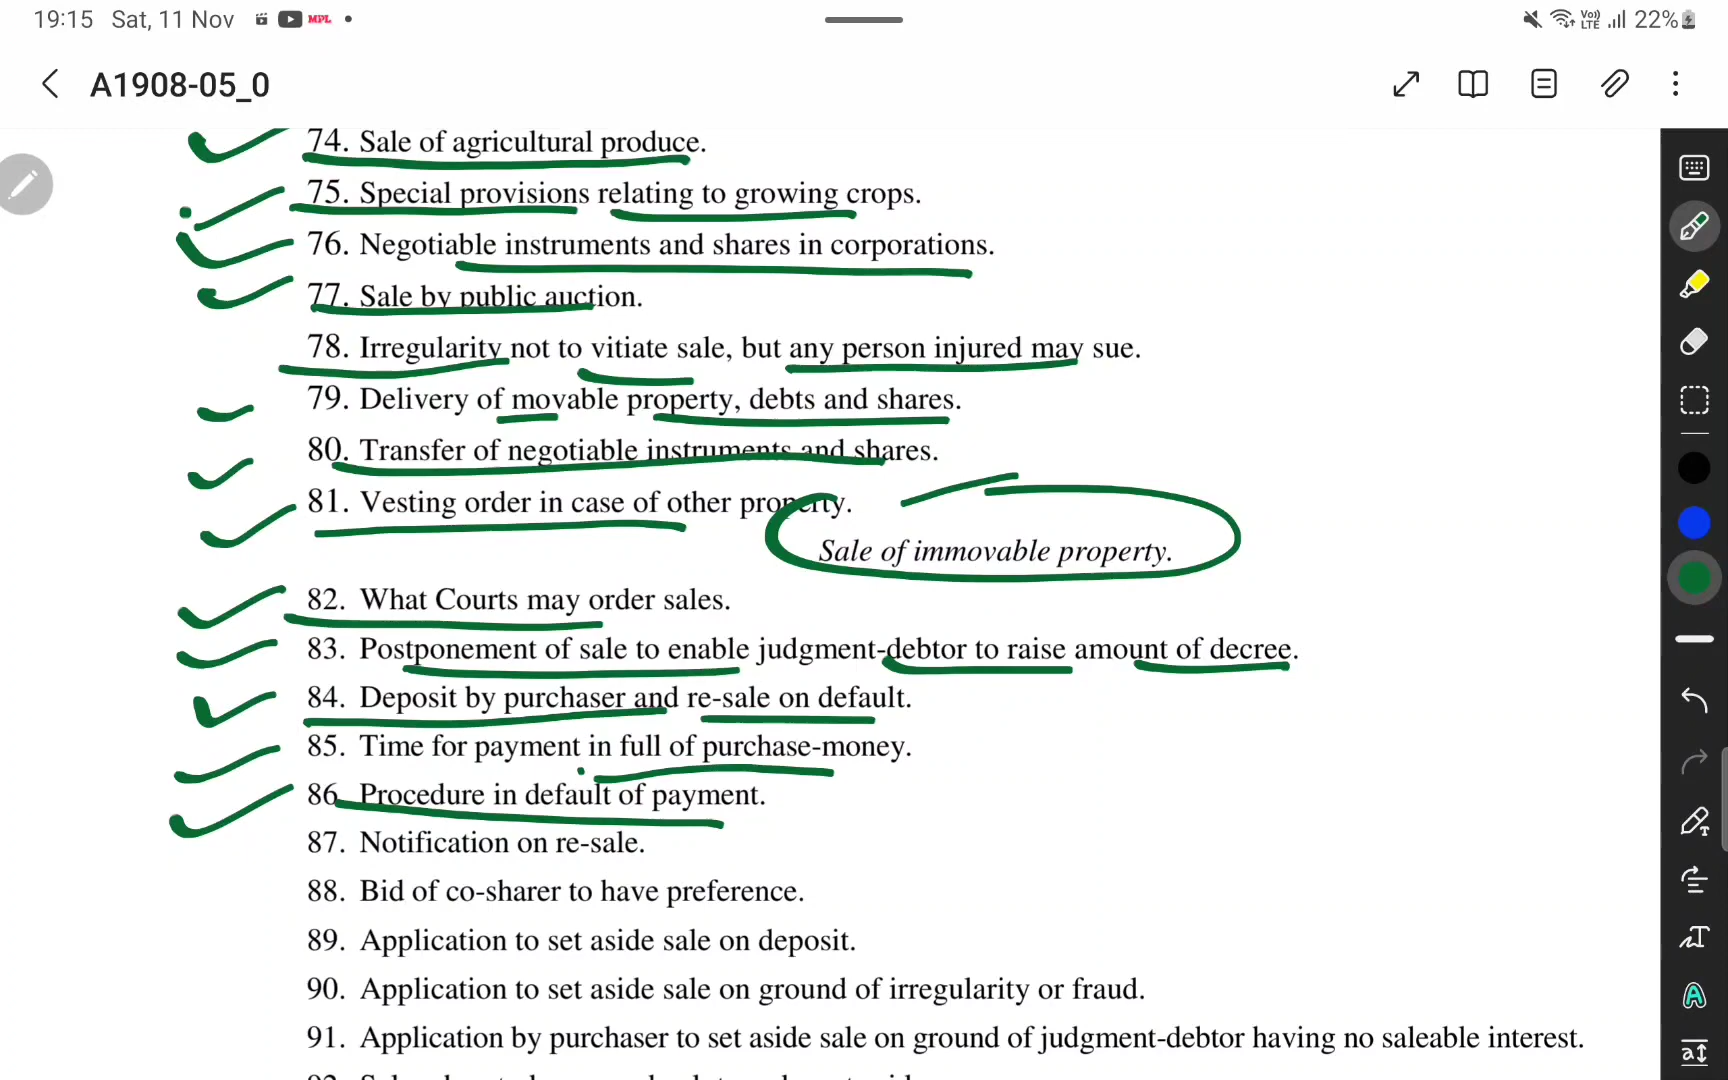 19:15 Sat, 11 Nov MPL Vo) LTE 22%
A1908-05_0
74. Sale of agricultural produce.
75. Special provisions relating to growing crops.
76. Negotiable instruments and shares in corporations.
77. Sale by public auction.
78. Irregularity not to vitiate sale, but any person injured may sue.
79. Delivery of movable property, debts and shares.
80. Transfer of negotiable instruments and shares.
81. Vesting order in case of other property.
Sale of immovable property.
82. What Courts may order sales.
83. Postponement of sale to enable judgment-debtor to raise amount of decree.
84. Deposit by purchaser and re-sale on default.
85. Time for payment in full of purchase-money.
86. Procedure in default of payment.
87. Notification on re-sale.
88. Bid of co-sharer to have preference.
89. Application to set aside sale on deposit.
90. Application to set aside sale on ground of irregularity or fraud.
91. Application by purchaser to set aside sale on ground of judgment-debtor having no saleable interest.